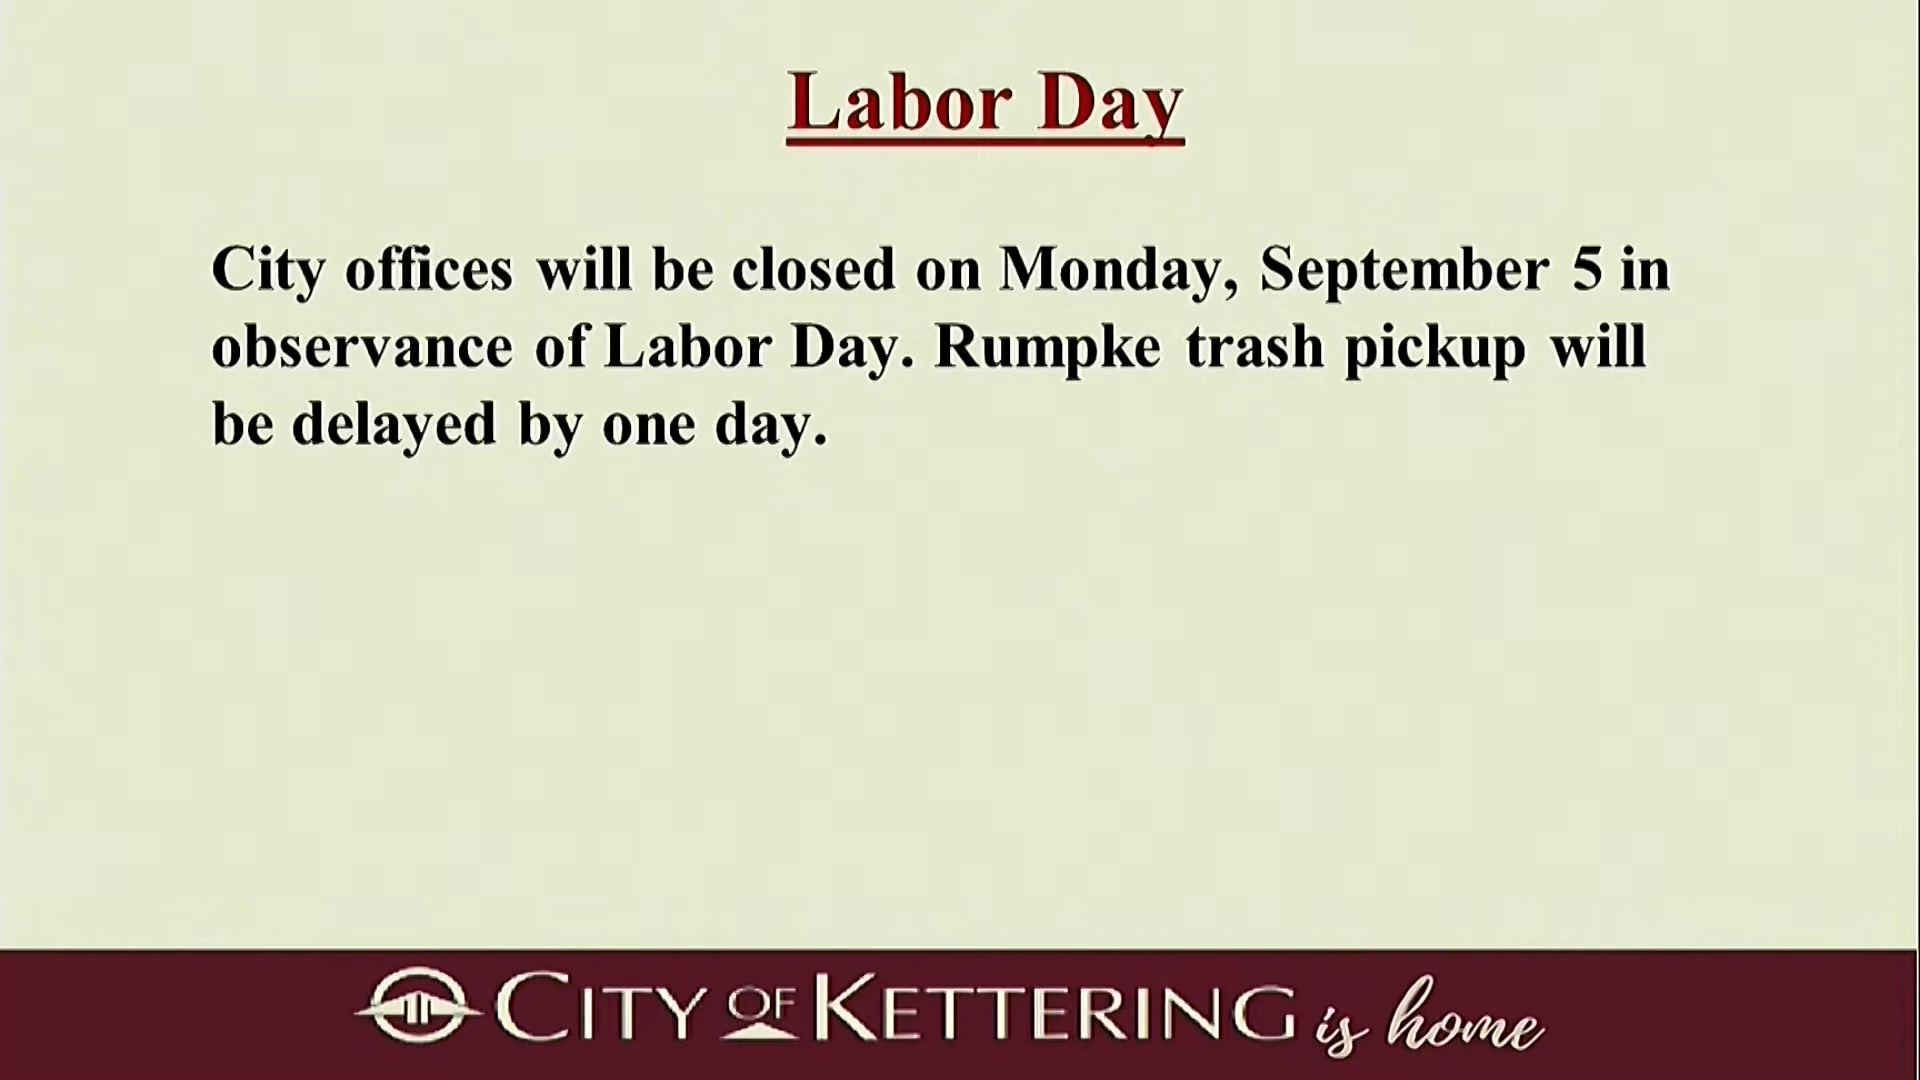 Labor Day
City offices will be closed on Monday, September 5 in
observance of Labor Day. Rumpke trash pickup will
be delayed by one day.
CITY OF KETTERING is home